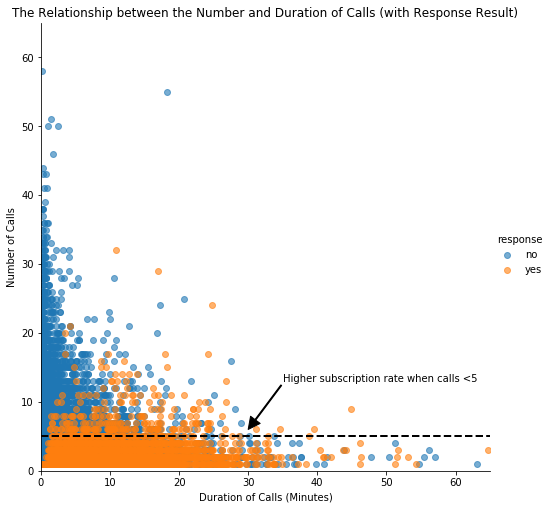 The Relationship between the Number and Duration of Calls (with Response Result)
60
50
40
30
20
10
0
Number of Calls
0
10
20
30
40
50
60
Duration of Calls (Minutes)
Higher subscription rate when calls <5
response
no
yes